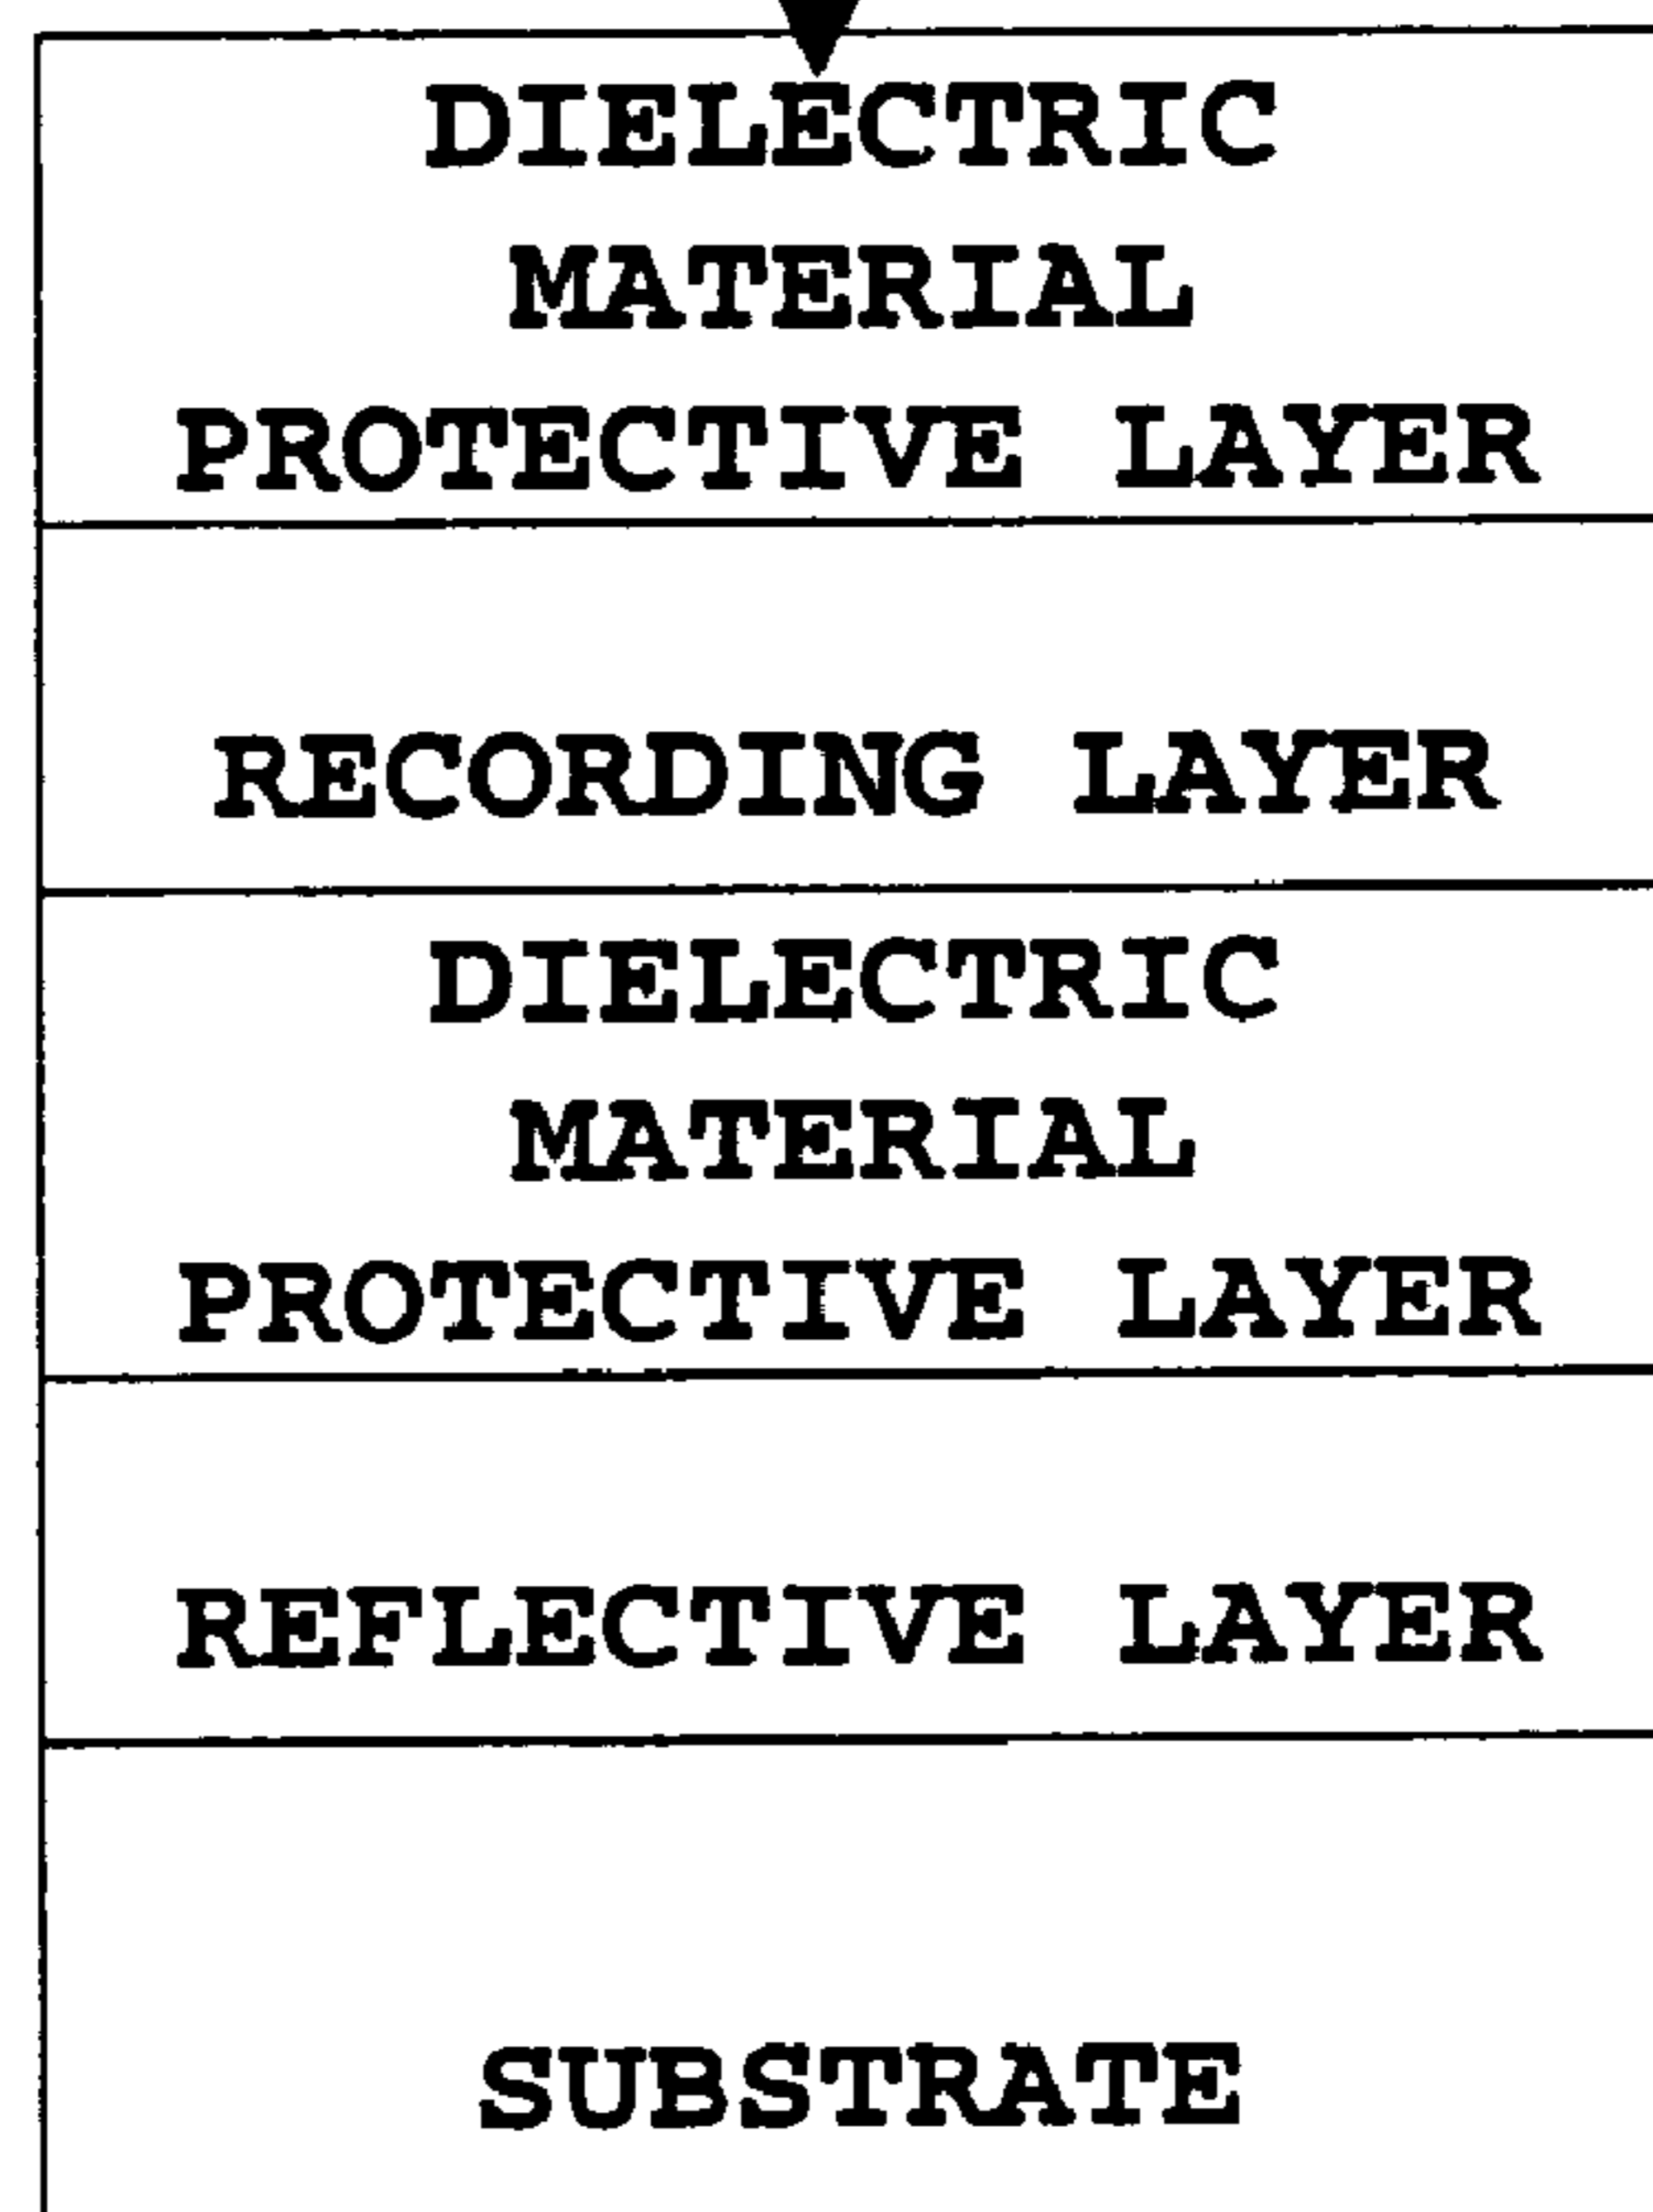 DIELECTRIC
MATERIAL
PROTECTIVE LAYER
RECORDING LAYER
DIELECTRIC
MATERIAL
PROTECTIVE LAYER
REFLECTIVE LAYER
SUBSTRATE